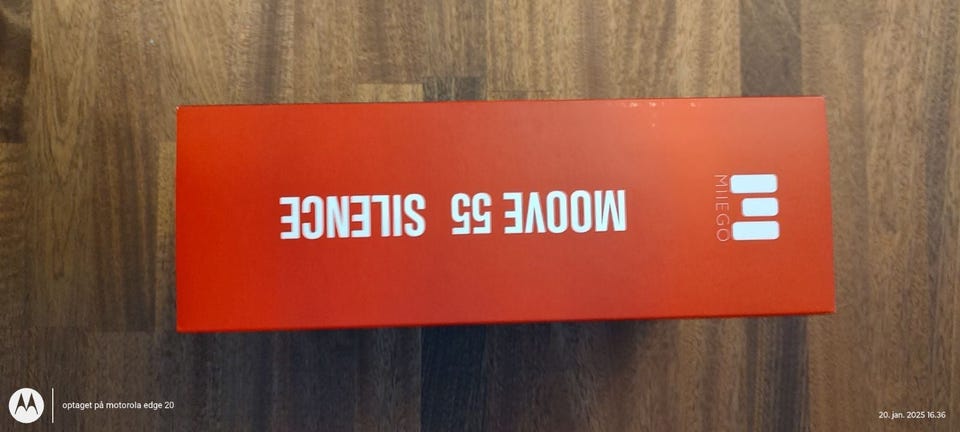 MOOVE 55 SILENCE
MIIEGO
optaget på motorola edge 20
20. jan. 2025 16.36